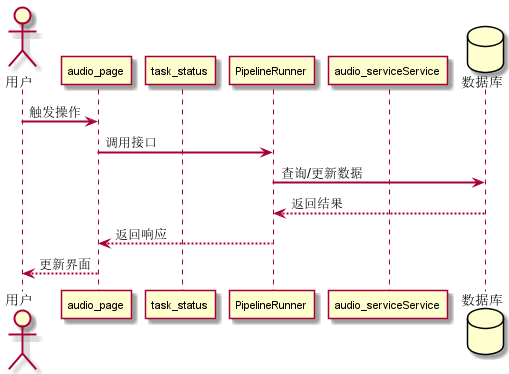 用户
audio_page
task_status
PipelineRunner
audio_serviceService
数据库
触发操作
调用接口
查询/更新数据
返回结果
返回响应
更新界面
用户
audio_page
task_status
PipelineRunner
audio_serviceService
数据库